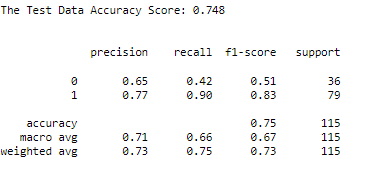 The Test Data Accuracy Score: 0.748
precision recall f1-score support
0 0.65 0.42 0.51 36
1 0.77 0.90 0.83 79
accuracy 0.75 115
macro avg 0.71 0.66 0.67 115
weighted avg 0.73 0.75 0.73 115